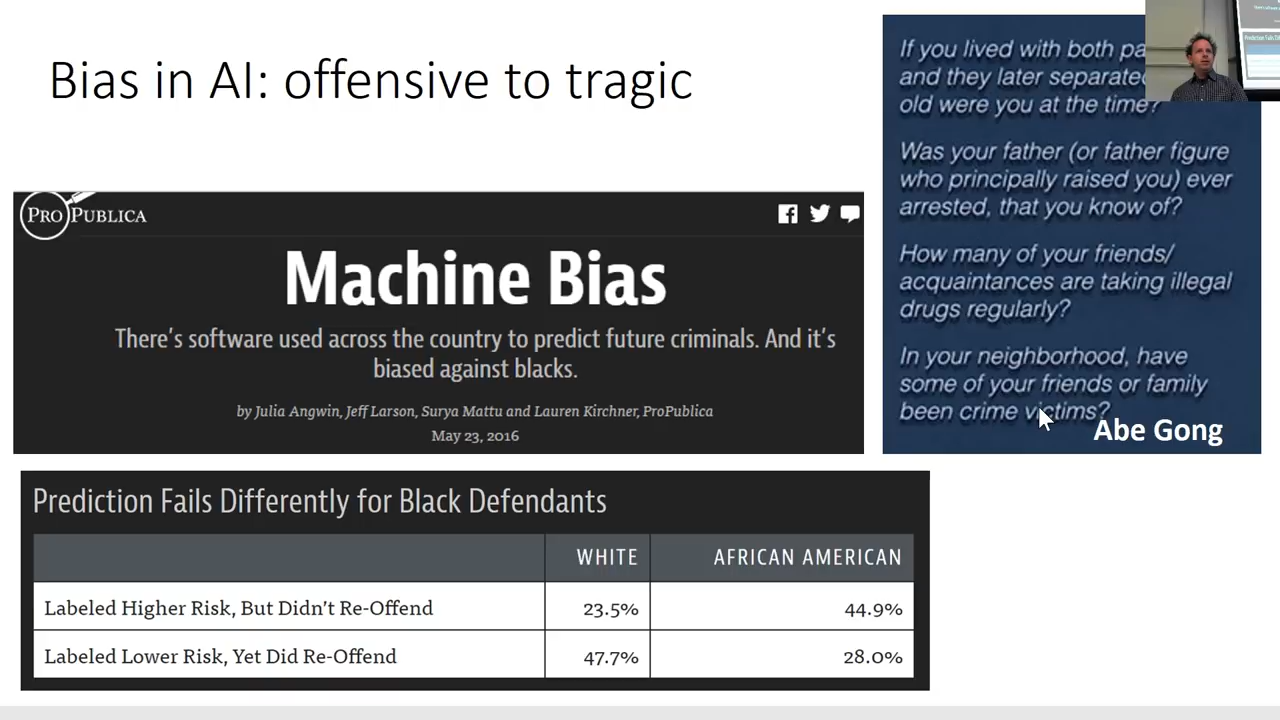 Bias in AI: offensive to tragic
PROPUBLICA
Machine Bias
There's software used across the country to predict future criminals. And it's
biased against blacks.
by Julia Angwin, Jeff Larson, Surya Mattu and Lauren Kirchner, ProPublica
May 23, 2016
If you lived with both
and they later separated
old were you at the time?
Was your father (or father figure
who principally raised you) ever
arrested, that you know of?
How many of your friends/
acquaintances are taking illegal
drugs regularly?
In your neighborhood, have
some of your friends or family
been crime victims?
Abe Gong
Prediction Fails Differently for Black Defendants
WHITE AFRICAN AMERICAN
Labeled Higher Risk, But Didn't Re-Offend 23.5% 44.9%
Labeled Lower Risk, Yet Did Re-Offend 47.7% 28.0%